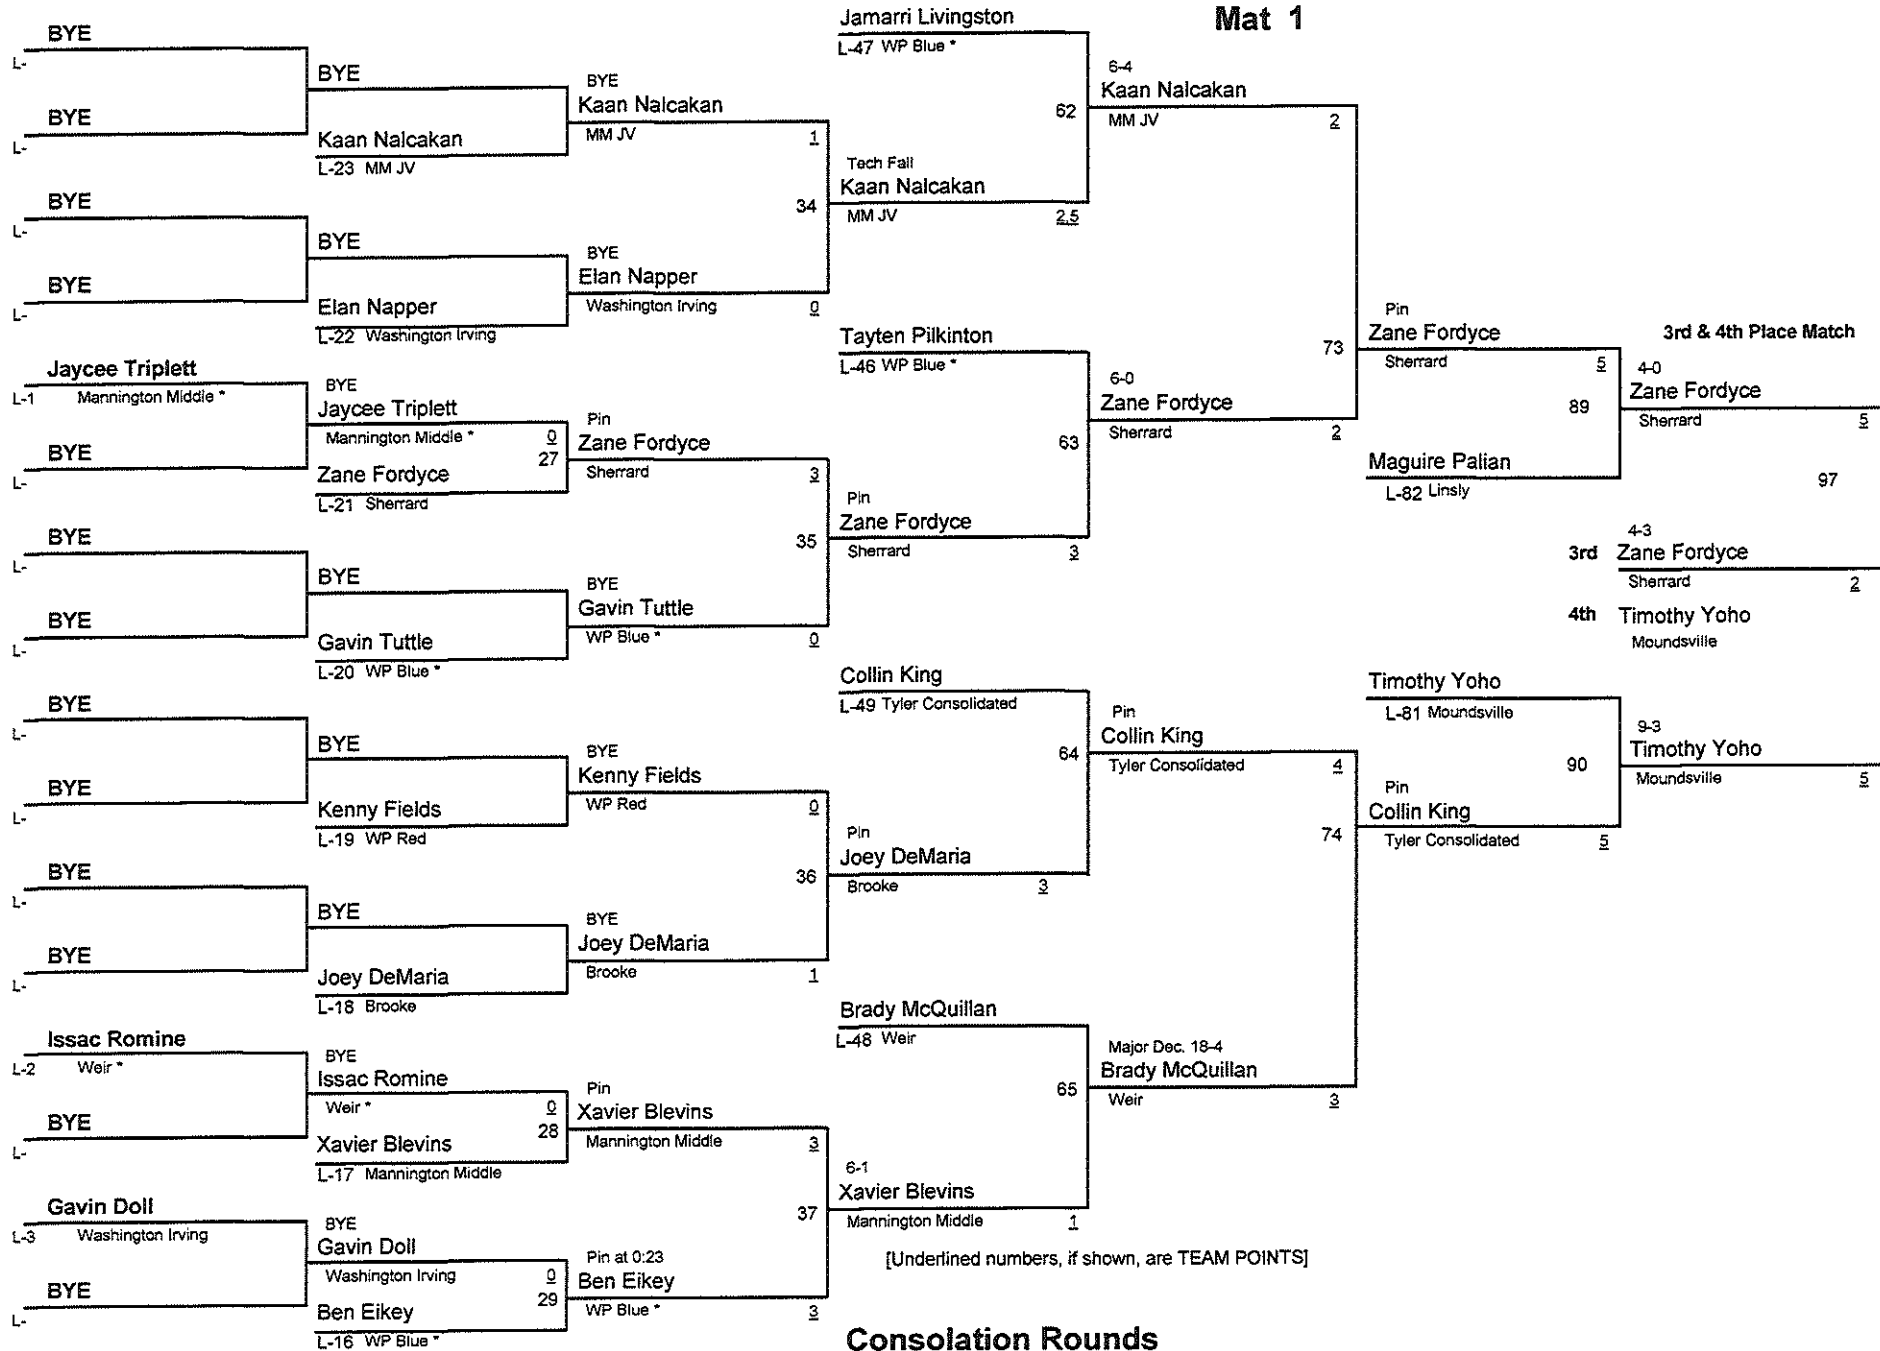 Mat 1
BYE
L-
BYE
L-
BYE
L-
BYE
L-
Jaycee Triplett
L-1 Mannington Middle *
BYE
L-
BYE
L-
BYE
L-
BYE
L-
BYE
L-
BYE
L-
BYE
L-
Issac Romine
L-2 Weir *
BYE
L-
Gavin Doll
L-3 Washington Irving
BYE
L-
BYE
Kaan Nalcakan
L-23 MM JV
BYE
Elan Napper
L-22 Washington Irving
BYE
Jaycee Triplett
Mannington Middle * 0
27
Zane Fordyce
L-21 Sherrard
BYE
Gavin Tuttle
L-20 WP Blue *
BYE
Kenny Fields
L-19 WP Red
BYE
Joey DeMaria
L-18 Brooke
BYE
Issac Romine
Weir * 0
28
Xavier Blevins
L-17 Mannington Middle
BYE
Gavin Doll
Washington Irving 0
29
Ben Eikey
L-16 WP Blue *
BYE
Kaan Nalcakan
MM JV 1
34
BYE
Elan Napper
Washington Irving 0
Pin
Zane Fordyce
Sherrard 3
35
BYE
Gavin Tuttle
WP Blue * 0
BYE
Kenny Fields
WP Red 0
36
BYE
Joey DeMaria
Brooke 1
Pin
Xavier Blevins
Mannington Middle 3
37
Pin at 0:23
Ben Eikey
WP Blue * 3
Jamarri Livingston
L-47 WP Blue *
62
Tech Fall
Kaan Nalcakan
MM JV 2.5
Tayten Pilkinton
L-46 WP Blue *
63
Pin
Zane Fordyce
Sherrard 3
Collin King
L-49 Tyler Consolidated
64
Pin
Joey DeMaria
Brooke 3
Brady McQuillan
L-48 Weir
65
6-1
Xavier Blevins
Mannington Middle 1
6-4
Kaan Nalcakan
MM JV 2
73
6-0
Zane Fordyce
Sherrard 2
Pin
Collin King
Tyler Consolidated 4
74
Major Dec. 18-4
Brady McQuillan
Weir 3
Pin
Zane Fordyce
Sherrard 5
89
Maguire Palian
L-82 Linsly
Timothy Yoho
L-81 Moundsville
90
Pin
Collin King
Tyler Consolidated 5
3rd & 4th Place Match
4-0
Zane Fordyce
Sherrard 5
97
4-3
3rd Zane Fordyce
Sherrard 2
4th Timothy Yoho
Moundsville
9-3
Timothy Yoho
Moundsville 5
[Underlined numbers, if shown, are TEAM POINTS]
Consolation Rounds